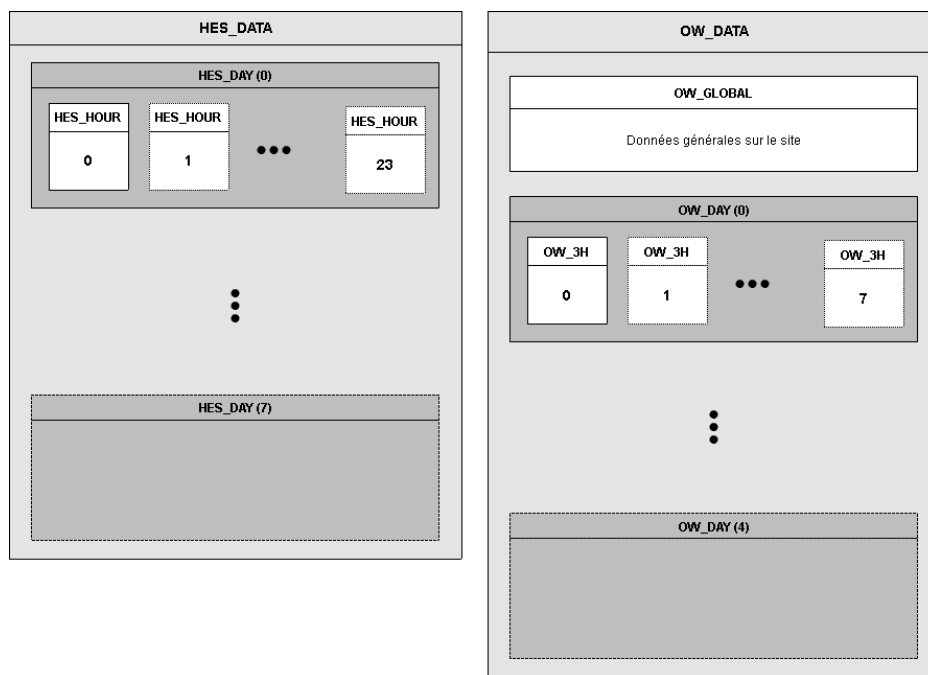 HES_DATA
HES_DAY (0)
HES_HOUR
0
HES_HOUR
1
HES_HOUR
23
HES_DAY (7)
OW_DATA
OW_GLOBAL
Données générales sur le site
OW_DAY (0)
OW_3H
0
OW_3H
1
OW_3H
7
OW_DAY (4)